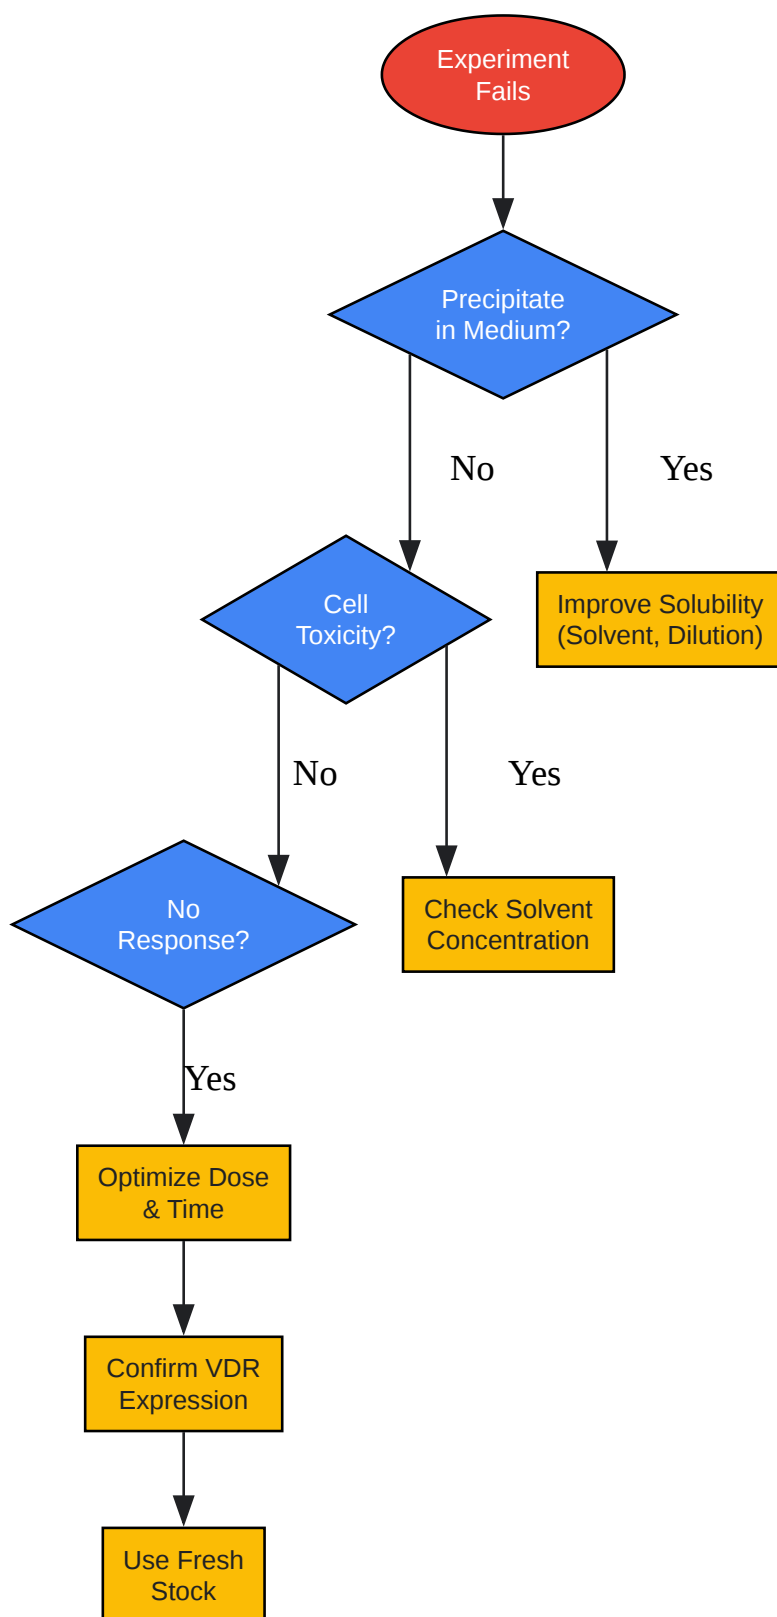 Experiment
Fails
Precipitate
in Medium?
No
Yes
Cell
Toxicity?
Improve Solubility
(Solvent, Dilution)
No
Yes
No
Response?
Check Solvent
Concentration
Yes
Optimize Dose
& Time
Confirm VDR
Expression
Use Fresh
Stock